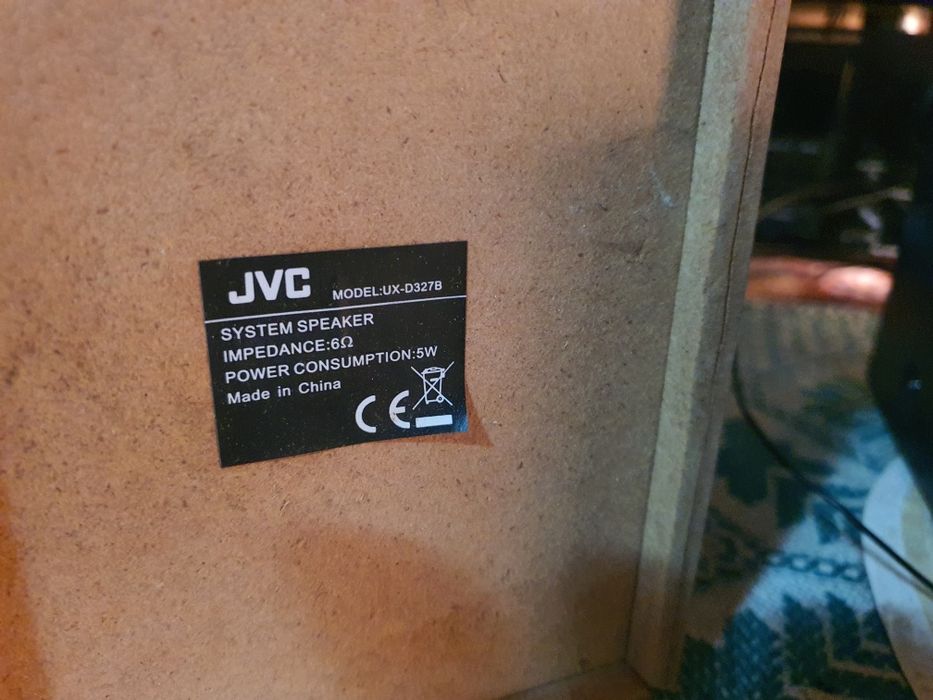 JVC MODEL:UX-D327B
SYSTEM SPEAKER
IMPEDANCE:6Ω
POWER CONSUMPTION:5W
Made in China
CE